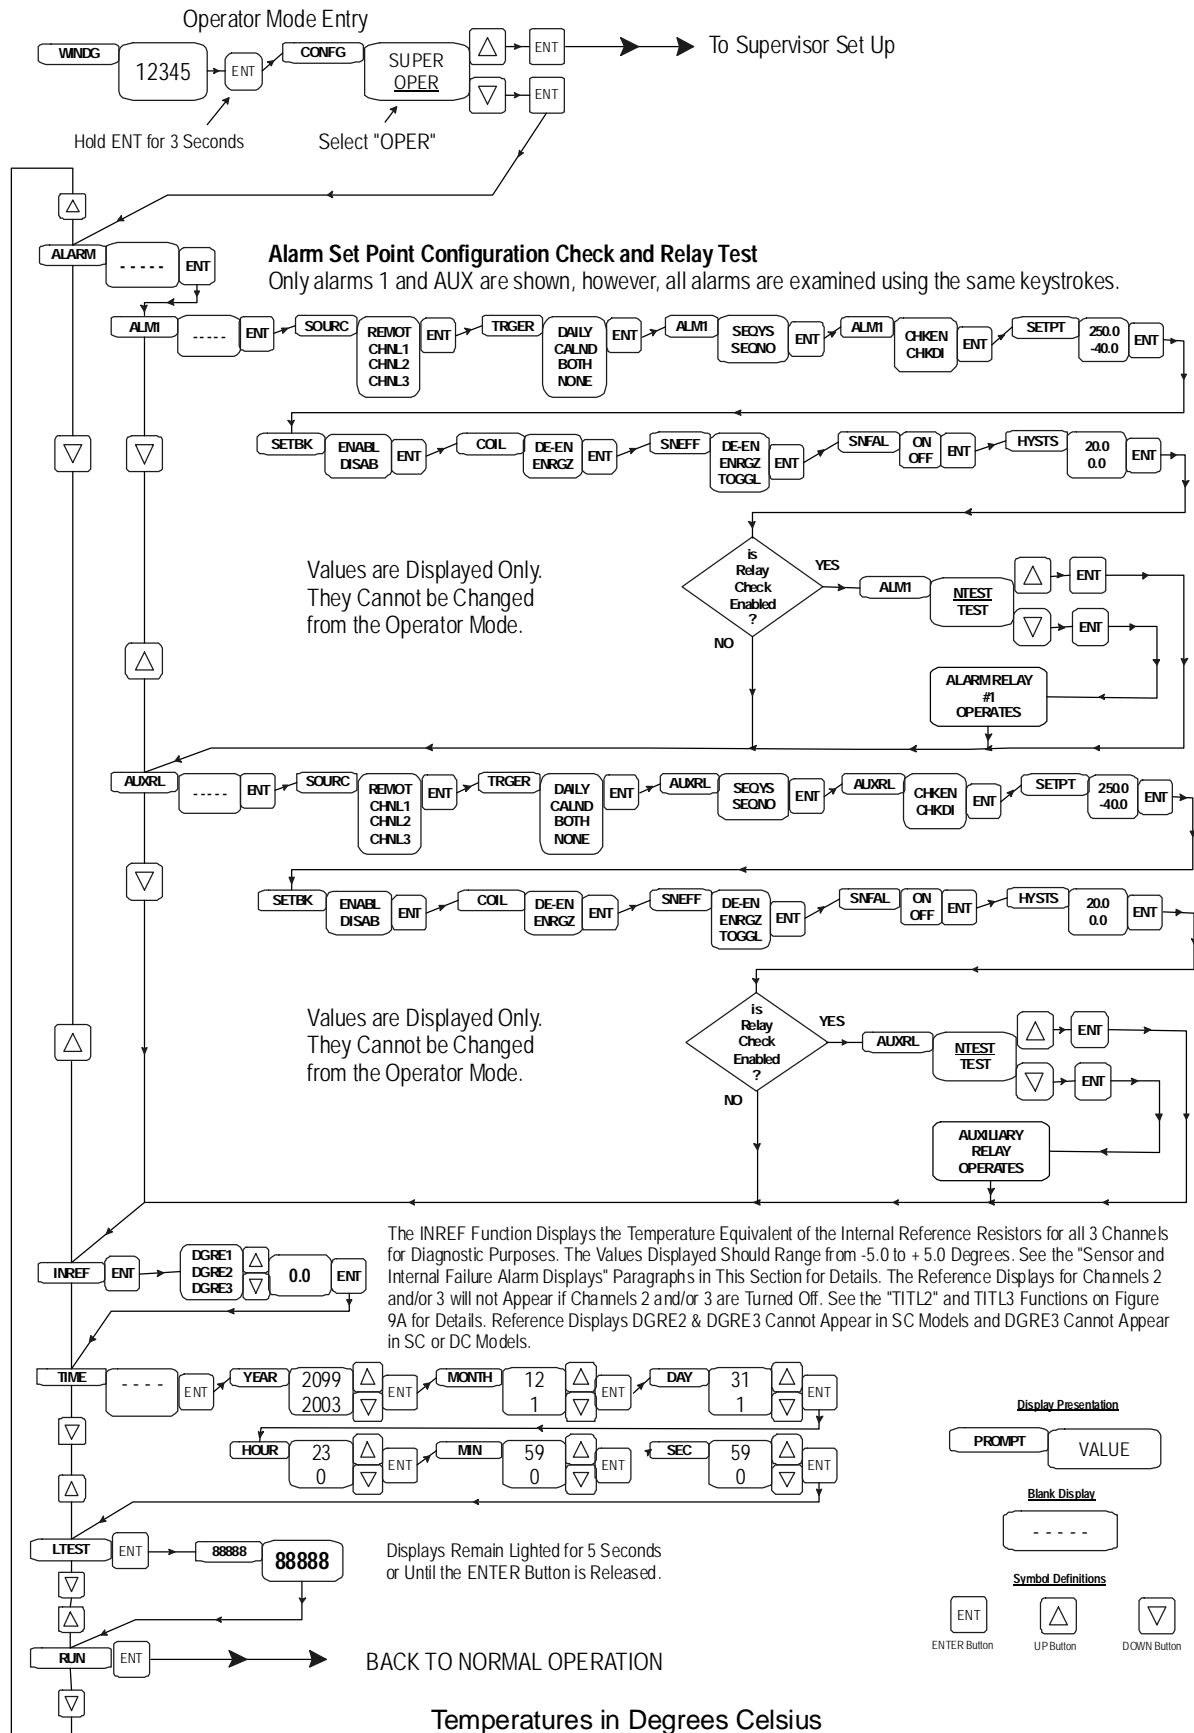 Operator Mode Entry
WINDG
12345
ENT
CONFG
SUPER
OPER
ENT
To Supervisor Set Up
ENT
Hold ENT for 3 Seconds
Select "OPER"
ALARM
- - - - -
ENT
Alarm Set Point Configuration Check and Relay Test
Only alarms 1 and AUX are shown, however, all alarms are examined using the same keystrokes.
ALM1
- - - - -
ENT
SOURC
REMOT
CHNL1
CHNL2
CHNL3
ENT
TRGER
DAILY
CALND
BOTH
NONE
ENT
ALM1
SEQYS
SEQNO
ENT
ALM1
CHKEN
CHKDI
ENT
SETPT
250.0
-40.0
ENT
SETBK
ENABL
DISAB
ENT
COIL
DE-EN
ENRGZ
ENT
SNEFF
DE-EN
ENRGZ
TOGGL
ENT
SNFAL
ON
OFF
ENT
HYSTS
20.0
0.0
ENT
Values are Displayed Only.
They Cannot be Changed
from the Operator Mode.
is
Relay
Check
Enabled
?
YES
NO
ALM1
NTEST
TEST
ENT
ENT
ALARM RELAY
#1
OPERATES
AUXRL
- - - - -
ENT
SOURC
REMOT
CHNL1
CHNL2
CHNL3
ENT
TRGER
DAILY
CALND
BOTH
NONE
ENT
AUXRL
SEQYS
SEQNO
ENT
AUXRL
CHKEN
CHKDI
ENT
SETPT
250.0
-40.0
ENT
SETBK
ENABL
DISAB
ENT
COIL
DE-EN
ENRGZ
ENT
SNEFF
DE-EN
ENRGZ
TOGGL
ENT
SNFAL
ON
OFF
ENT
HYSTS
20.0
0.0
ENT
Values are Displayed Only.
They Cannot be Changed
from the Operator Mode.
is
Relay
Check
Enabled
?
YES
NO
AUXRL
NTEST
TEST
ENT
ENT
AUXILIARY
RELAY
OPERATES
INREF
ENT
DGRE1
DGRE2
DGRE3
0.0
ENT
The INREF Function Displays the Temperature Equivalent of the Internal Reference Resistors for all 3 Channels
for Diagnostic Purposes. The Values Displayed Should Range from -5.0 to + 5.0 Degrees. See the "Sensor and
Internal Failure Alarm Displays" Paragraphs in This Section for Details. The Reference Displays for Channels 2
and/or 3 will not Appear if Channels 2 and/or 3 are Turned Off. See the "TITL2" and TITL3 Functions on Figure
9A for Details. Reference Displays DGRE2 & DGRE3 Cannot Appear in SC Models and DGRE3 Cannot Appear
in SC or DC Models.
TIME
- - - -
ENT
YEAR
2099
2003
ENT
MONTH
12
1
ENT
DAY
31
1
ENT
HOUR
23
0
ENT
MIN
59
0
ENT
SEC
59
0
ENT
LTEST
ENT
88888
88888
Displays Remain Lighted for 5 Seconds
or Until the ENTER Button is Released.
RUN
ENT
BACK TO NORMAL OPERATION
Display Presentation
PROMPT
VALUE
Blank Display
- - - - -
Symbol Definitions
ENT
ENTER Button
UP Button
DOWN Button
Temperatures in Degrees Celsius